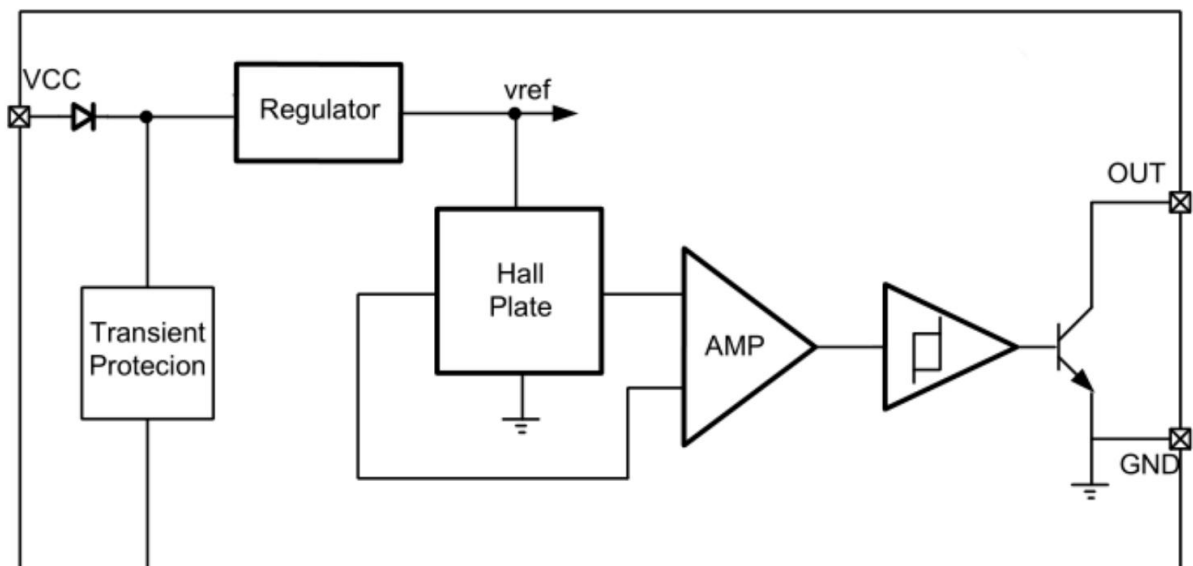 VCC
Regulator
vref
OUT
Hall
Plate
Transient
Protecion
AMP
GND